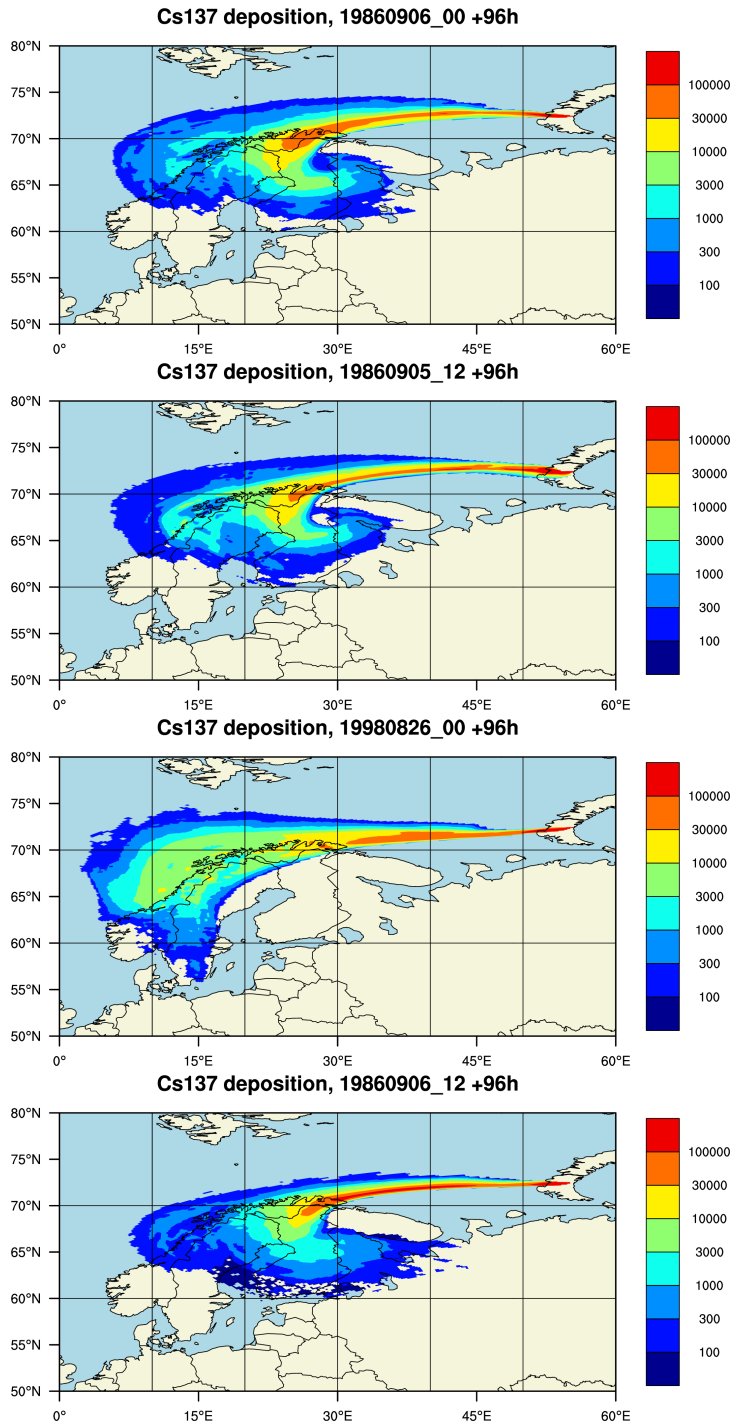 Cs137 deposition, 19860906_00 +96h
80°N
75°N
70°N
65°N
60°N
55°N
50°N
0°
15°E
30°E
45°E
60°E
100000
30000
10000
3000
1000
300
100
Cs137 deposition, 19860905_12 +96h
80°N
75°N
70°N
65°N
60°N
55°N
50°N
0°
15°E
30°E
45°E
60°E
100000
30000
10000
3000
1000
300
100
Cs137 deposition, 19980826_00 +96h
80°N
75°N
70°N
65°N
60°N
55°N
50°N
0°
15°E
30°E
45°E
60°E
100000
30000
10000
3000
1000
300
100
Cs137 deposition, 19860906_12 +96h
80°N
75°N
70°N
65°N
60°N
55°N
50°N
0°
15°E
30°E
45°E
60°E
100000
30000
10000
3000
1000
300
100